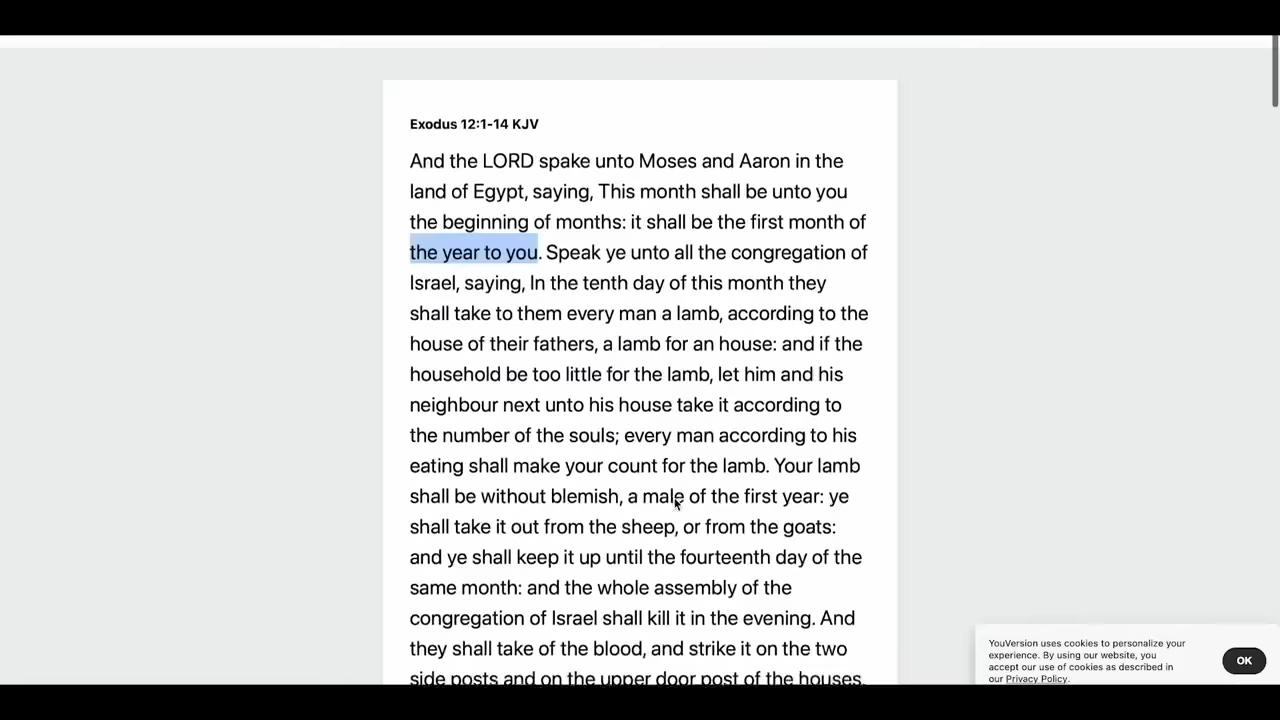 Exodus 12:1-14 KJV
And the LORD spake unto Moses and Aaron in the
land of Egypt, saying, This month shall be unto you
the beginning of months: it shall be the first month of
the year to you. Speak ye unto all the congregation of
Israel, saying, In the tenth day of this month they
shall take to them every man a lamb, according to the
house of their fathers, a lamb for an house: and if the
household be too little for the lamb, let him and his
neighbour next unto his house take it according to
the number of the souls; every man according to his
eating shall make your count for the lamb. Your lamb
shall be without blemish, a male of the first year: ye
shall take it out from the sheep, or from the goats:
and ye shall keep it up until the fourteenth day of the
same month: and the whole assembly of the
congregation of Israel shall kill it in the evening. And
they shall take of the blood, and strike it on the two
side posts and on the upper door post of the houses,
YouVersion uses cookies to personalize your
experience. By using our website, you
accept our use of cookies as described in
our Privacy Policy.
OK